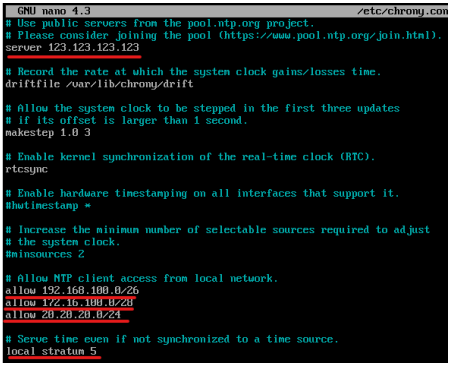 GNU nano 4.3 /etc/chrony.con
# Use public servers from the pool.ntp.org project.
# Please consider joining the pool (https://www.pool.ntp.org/join.html).
server 123.123.123.123
# Record the rate at which the system clock gains/losses time.
driftfile /var/lib/chrony/drift
# Allow the system clock to be stepped in the first three updates
# if its offset is larger than 1 second.
makestep 1.0 3
# Enable kernel synchronization of the real-time clock (RTC).
rtcsync
# Enable hardware timestamping on all interfaces that support it.
#hwtimestamp *
# Increase the minimum number of selectable sources required to adjust
# the system clock.
#minsources 2
# Allow NTP client access from local network.
allow 192.168.100.0/26
allow 172.16.100.0/28
allow 20.20.20.0/24
# Serve time even if not synchronized to a time source.
local stratum 5